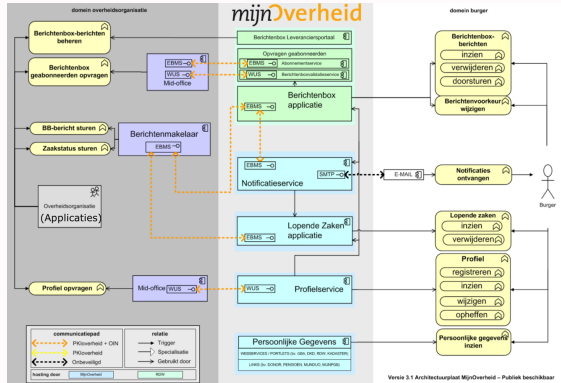 domein overheidsorganisatie
mijnOverheid
domein burger
Berichtenbox-berichten
beheren
Berichtenbox
geabonneerden opvragen
EBMS
WUS
Mid-office
Berichtenbox Leveranciersportaal
Opvragen geabonneerden
EBMS
Abonnementservice
WUS
Berichtenboxvalidatieservice
Berichtenbox
applicatie
EBMS
Berichtenbox-
berichten
inzien
verwijderen
doorsturen
Berichtenvoorkeur
wijzigen
BB-bericht sturen
Zaakstatus sturen
Berichtenmakelaar
EBMS
EBMS
SMTP
Notificatieservice
E-MAIL
Notificaties
ontvangen
Burger
Overheidsorganisatie
(Applicaties)
Lopende Zaken
applicatie
EBMS
Lopende zaken
inzien
verwijderen
Profiel opvragen
Mid-office
WUS
WUS
Profielservice
Profiel
registreren
inzien
wijzigen
opheffen
communicatiepad
PKIoverheid + OIN
PKIoverheid
Onbeveiligd
relatie
Trigger
Specialisatie
Gebruikt door
hosting door
MijnOverheid
RDW
Persoonlijke Gegevens
Persoonlijke gegevens
inzien
Versie 3.1 Architectuurplaat MijnOverheid – Publiek beschikbaar